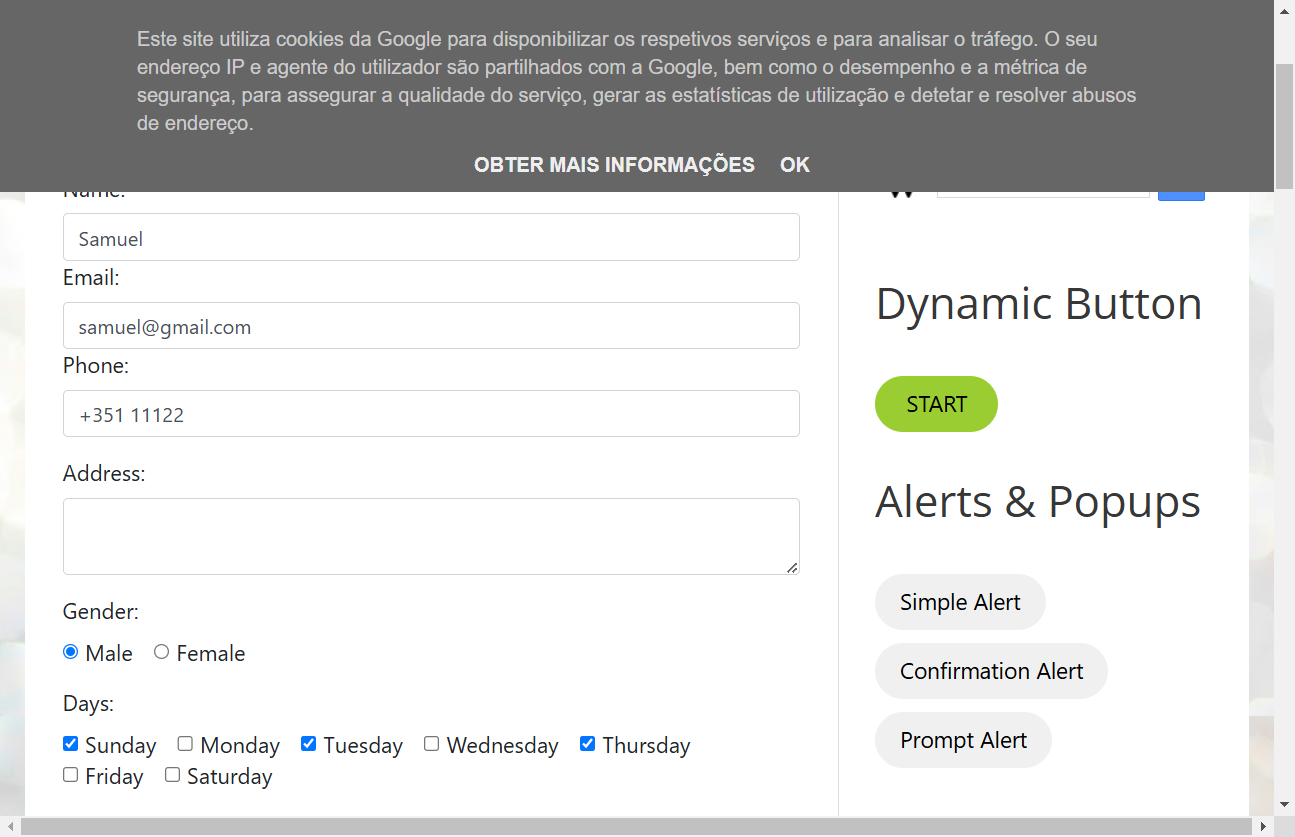 Este site utiliza cookies da Google para disponibilizar os respetivos serviços e para analisar o tráfego. O seu
endereço IP e agente do utilizador são partilhados com a Google, bem como o desempenho e a métrica de
segurança, para assegurar a qualidade do serviço, gerar as estatísticas de utilização e detetar e resolver abusos
de endereço.
OBTER MAIS INFORMAÇÕES OK
Name:
Samuel
Email:
samuel@gmail.com
Phone:
+351 11122
Address:
Gender:
Male Female
Days:
Sunday Monday Tuesday Wednesday Thursday
Friday Saturday
Dynamic Button
START
Alerts & Popups
Simple Alert
Confirmation Alert
Prompt Alert